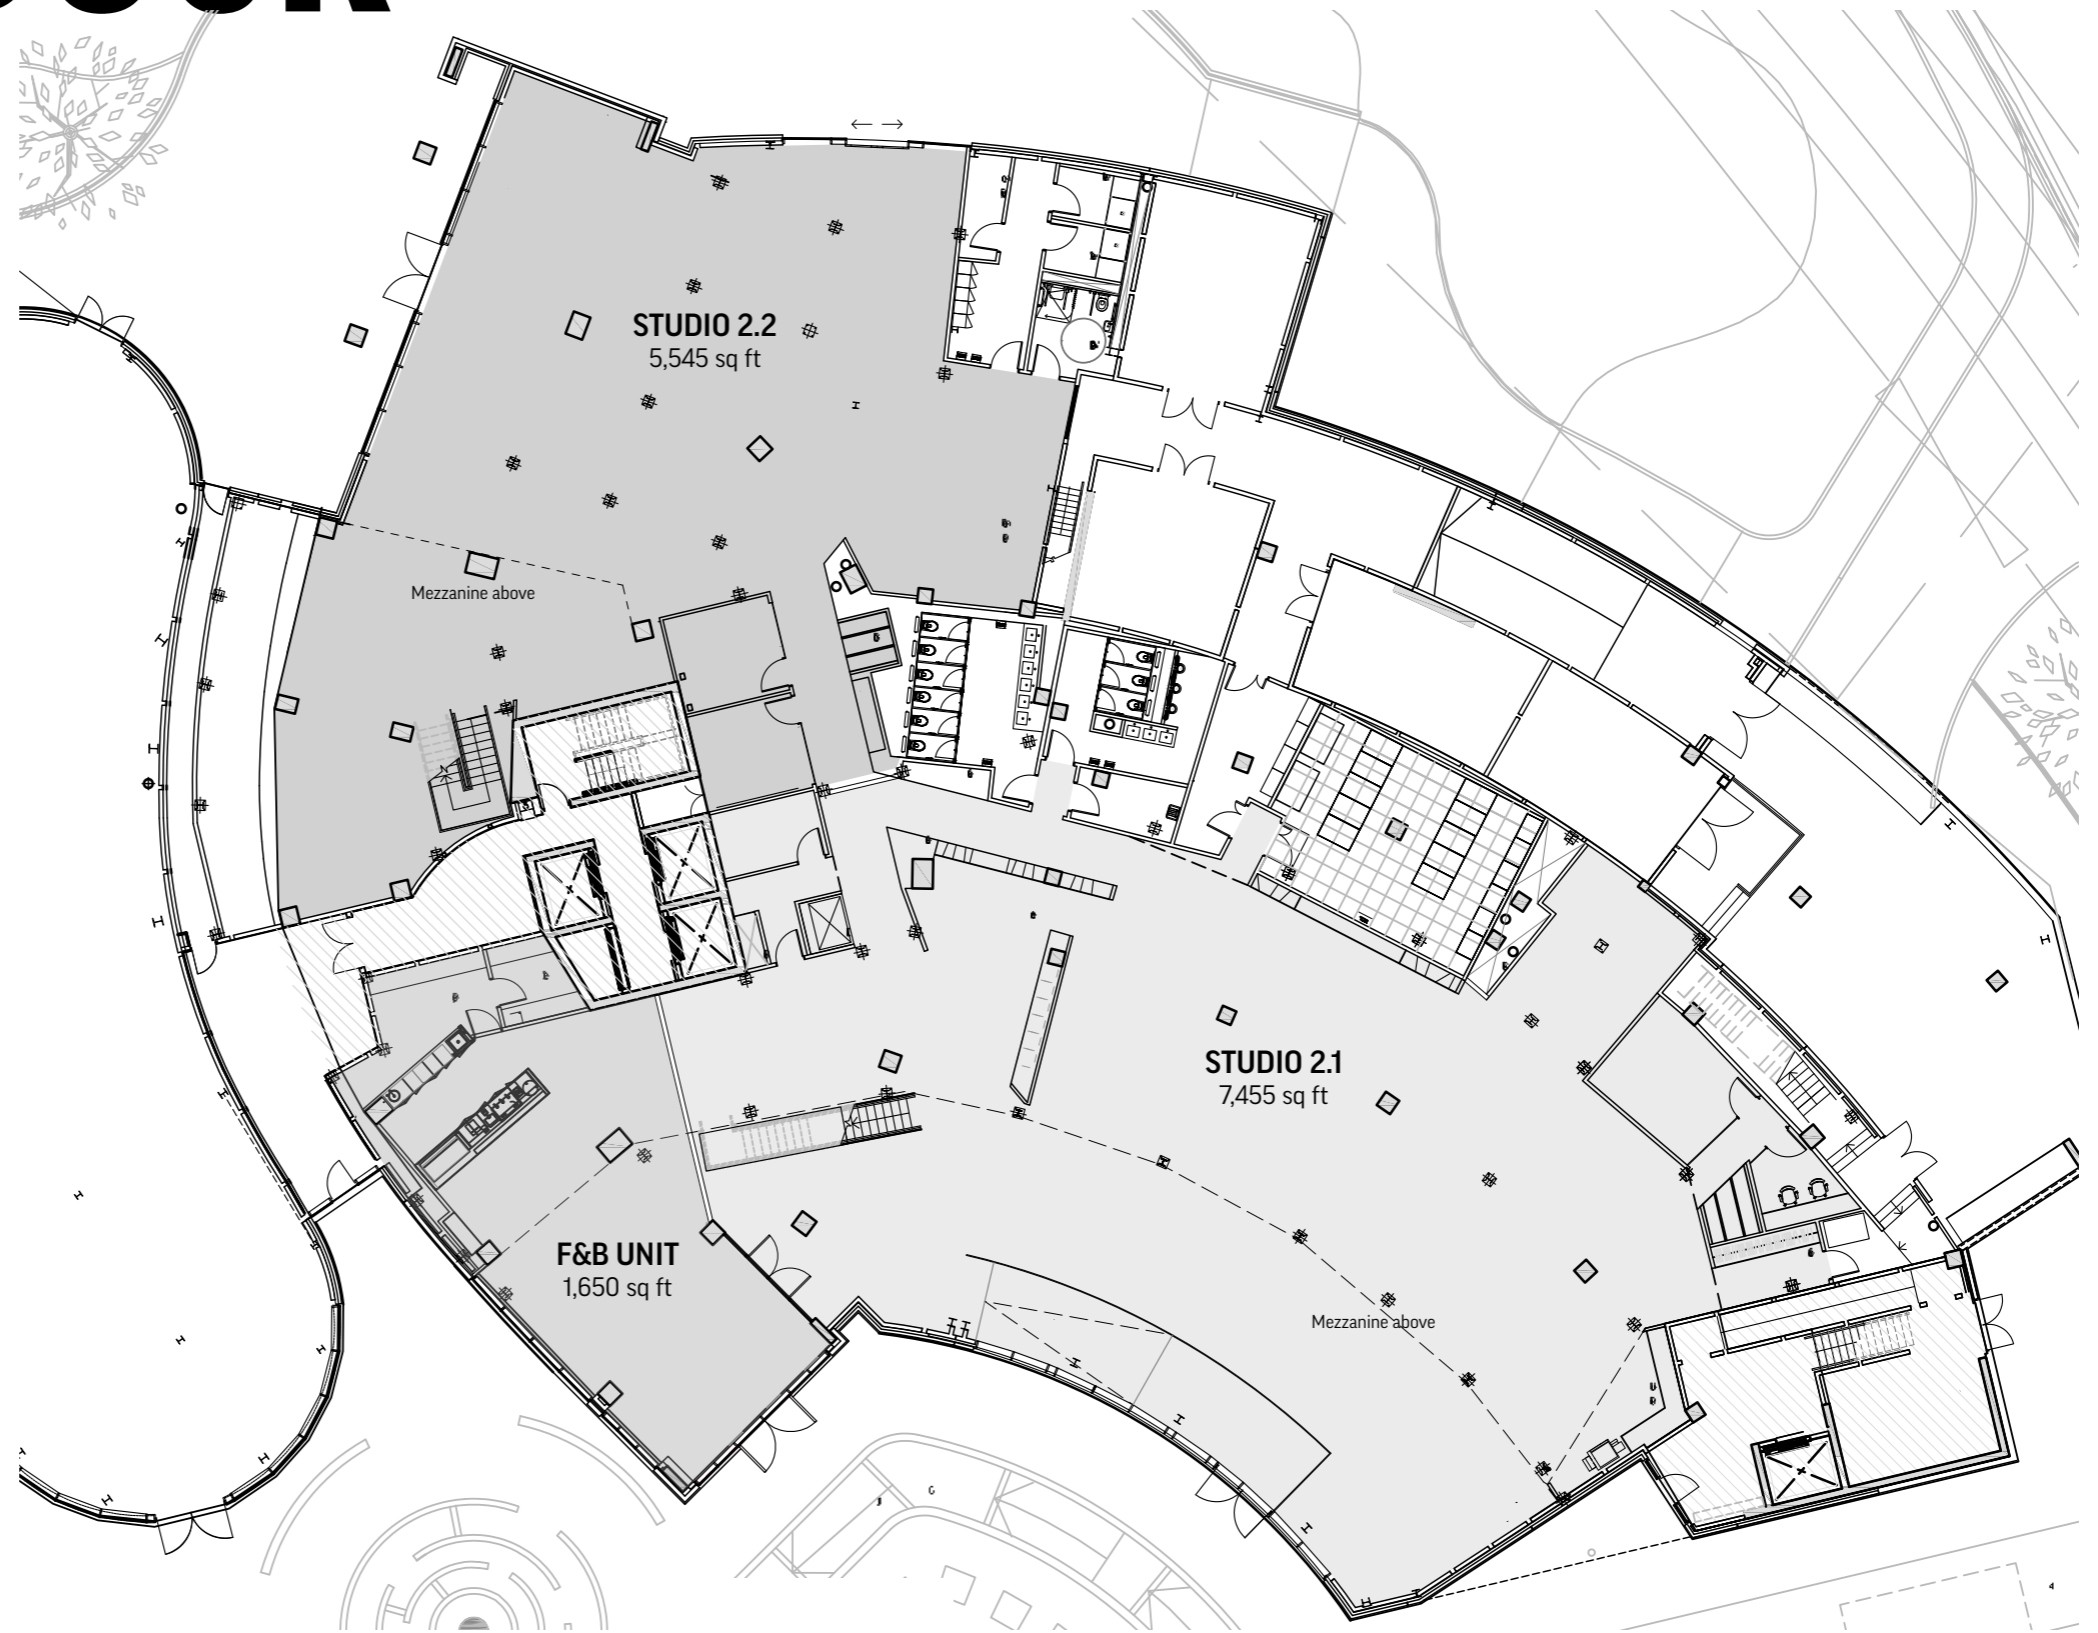 STUDIO 2.2
5,545 sq ft
Mezzanine above
STUDIO 2.1
7,455 sq ft
F&B UNIT
1,650 sq ft
Mezzanine above